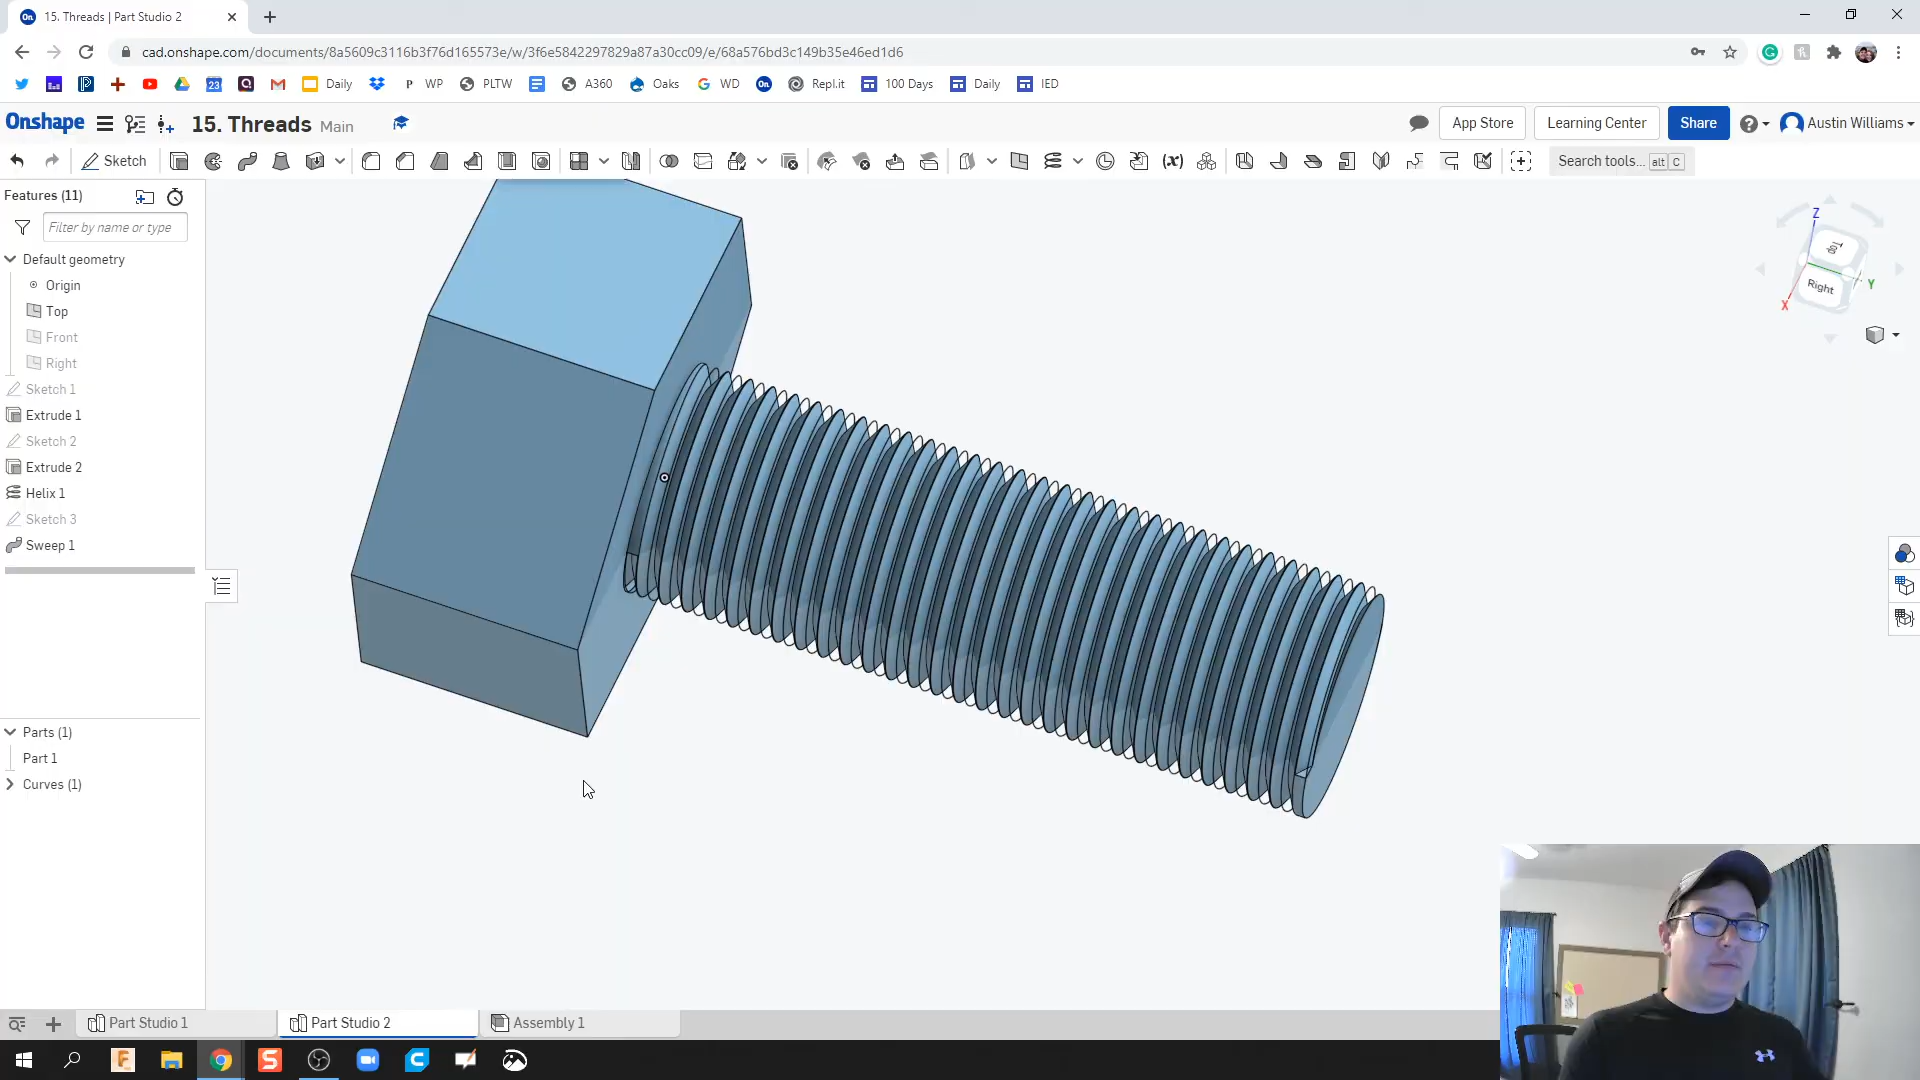 15. Threads | Part Studio 2
cad.onshape.com/documents/8a5609c3116b3f76d165573e/w/3f6e5842297829a87a30cc09/e/68a576bd3c149b35e46ed1d6
23
Daily
P WP
PLTW
A360
Oaks
WD
On
Repl.it
100 Days
Daily
IED
Onshape
15. Threads Main
App Store
Learning Center
Share
Austin Williams
Sketch
(x)
Search tools... alt C
Features (11)
Filter by name or type
Default geometry
Origin
Top
Front
Right
Sketch 1
Extrude 1
Sketch 2
Extrude 2
Helix 1
Sketch 3
Sweep 1
Parts (1)
Part 1
Curves (1)
Z
Top
Right
Y
X
Part Studio 1
Part Studio 2
Assembly 1